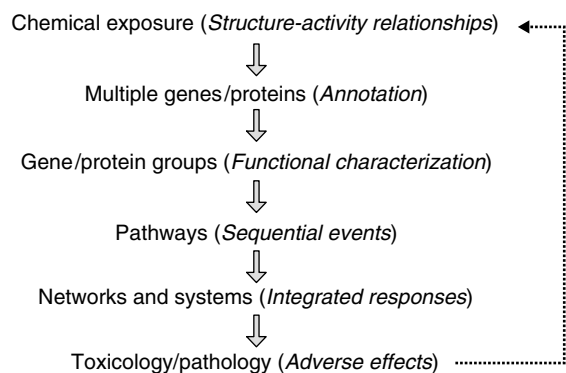 Chemical exposure (Structure-activity relationships)
Multiple genes/proteins (Annotation)
Gene/protein groups (Functional characterization)
Pathways (Sequential events)
Networks and systems (Integrated responses)
Toxicology/pathology (Adverse effects)